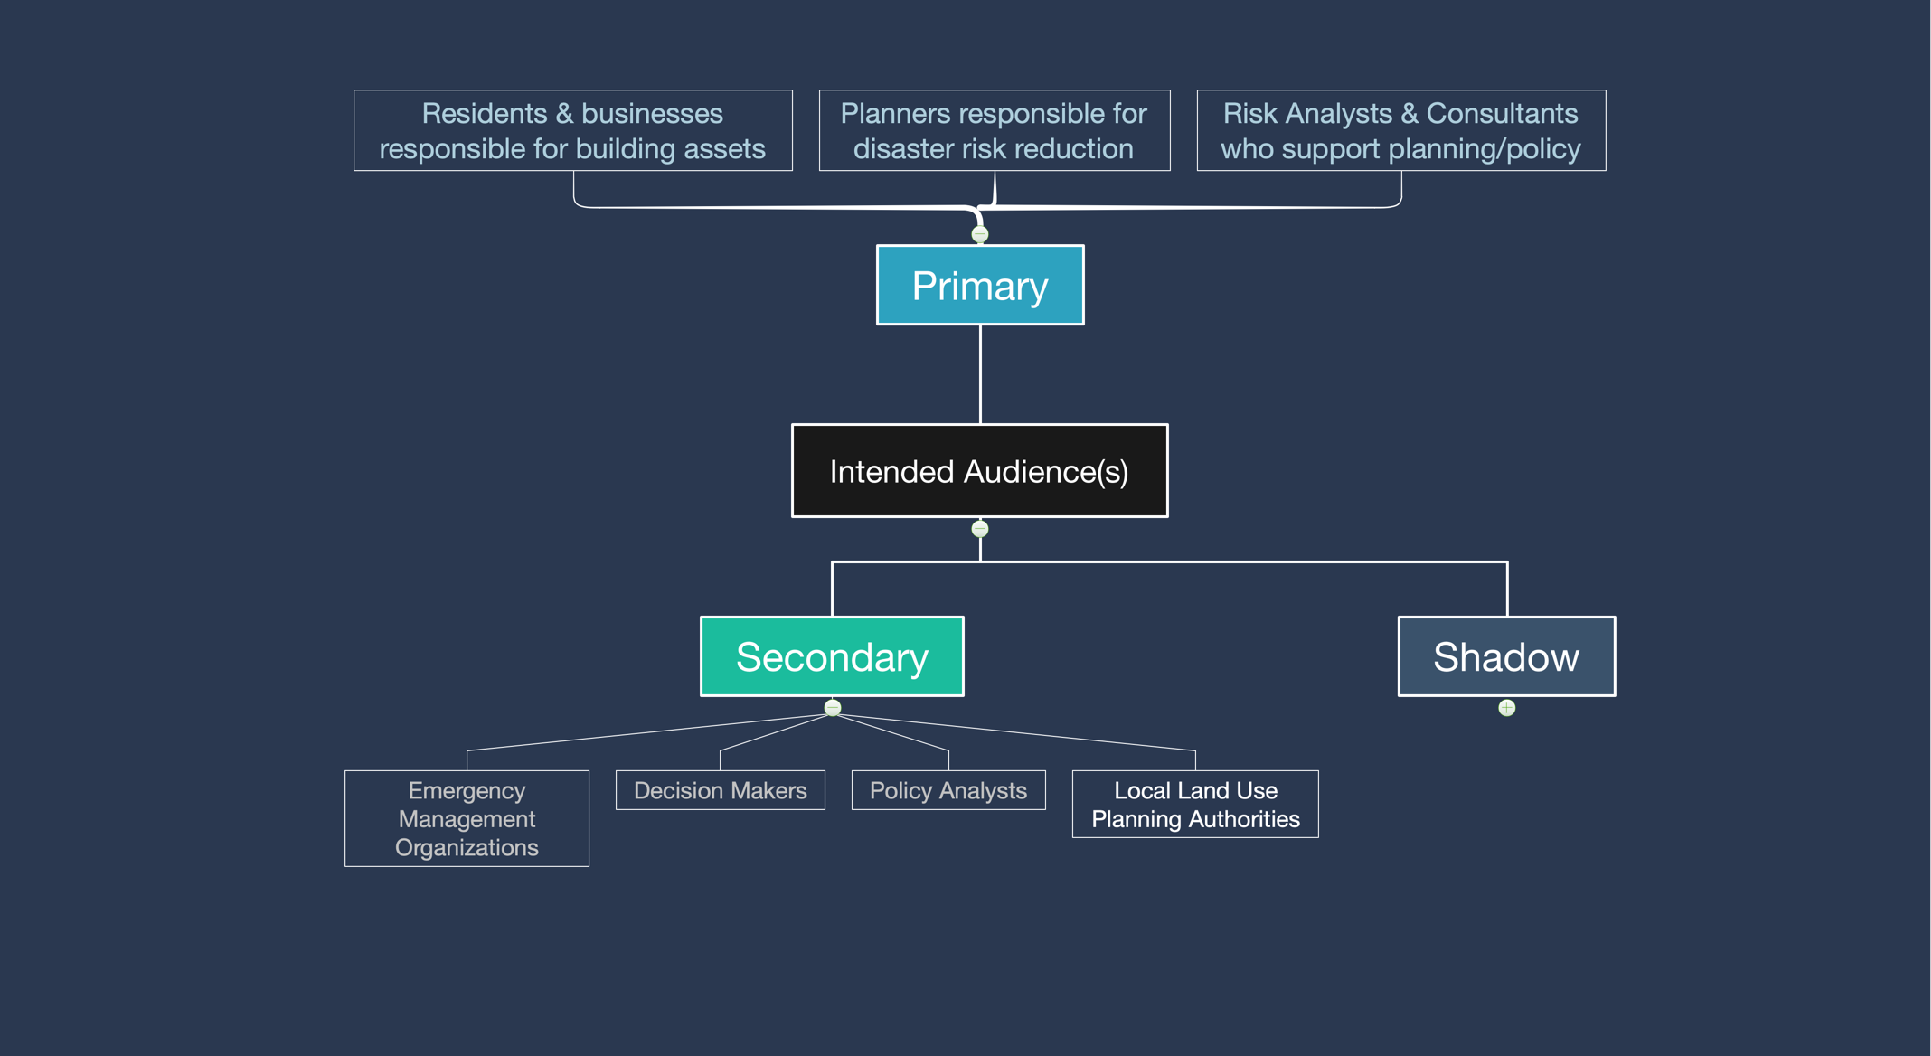 Residents & businesses
responsible for building assets
Planners responsible for
disaster risk reduction
Risk Analysts & Consultants
who support planning/policy
Primary
Intended Audience(s)
Secondary
Shadow
Emergency
Management
Organizations
Decision Makers
Policy Analysts
Local Land Use
Planning Authorities